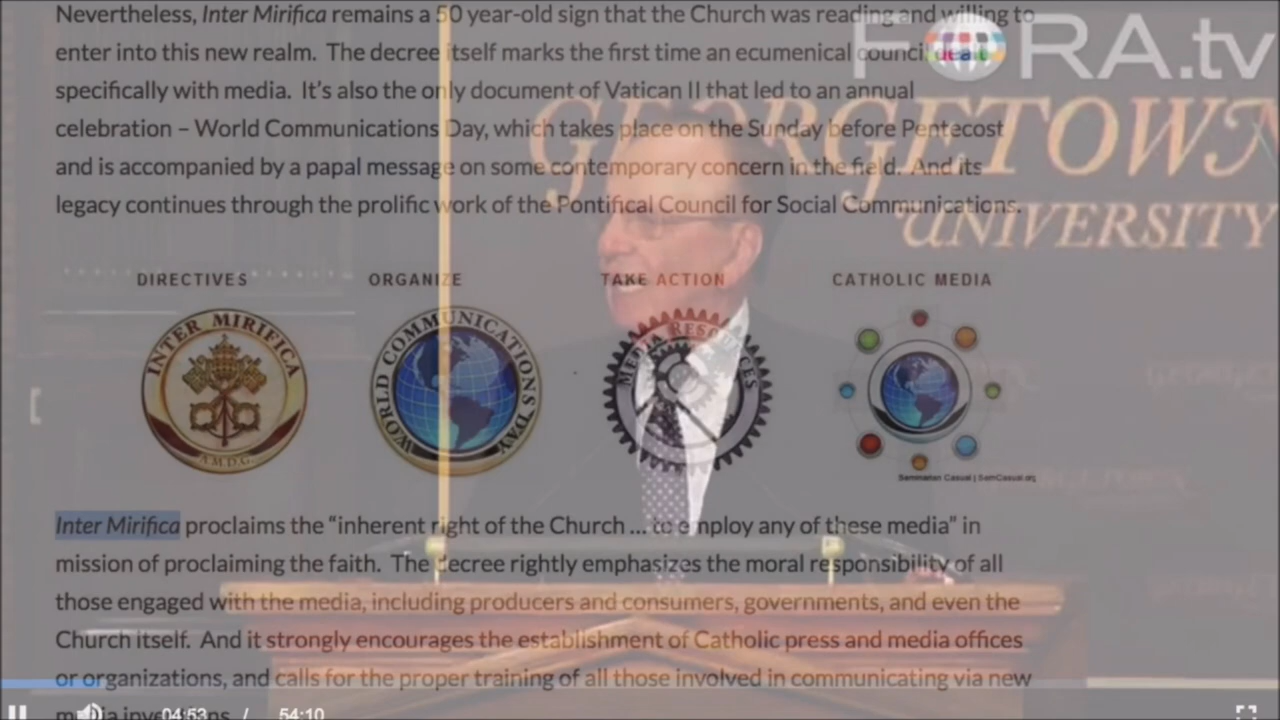 Nevertheless, Inter Mirifica remains a 50 year-old sign that the Church was reading and willing to
enter into this new realm. The decree itself marks the first time an ecumenical council dealt
specifically with media. It's also the only document of Vatican II that led to an annual
celebration – World Communications Day, which takes place on the Sunday before Pentecost
and is accompanied by a papal message on some contemporary concern in the field. And its
legacy continues through the prolific work of the Pontifical Council for Social Communications.
FORA.tv
GEORGETOWN
UNIVERSITY
DIRECTIVES ORGANIZE TAKE ACTION CATHOLIC MEDIA
INTER MIRIFICA
A.M.D.G.
WORLD COMMUNICATIONS DAY
MEDIA RESOURCES
Seminarian Casual | SemCasual.org
Inter Mirifica proclaims the “inherent right of the Church ... to employ any of these media” in
mission of proclaiming the faith. The decree rightly emphasizes the moral responsibility of all
those engaged with the media, including producers and consumers, governments, and even the
Church itself. And it strongly encourages the establishment of Catholic press and media offices
or organizations, and calls for the proper training of all those involved in communicating via new
media inventions.
04:53 / 54:10